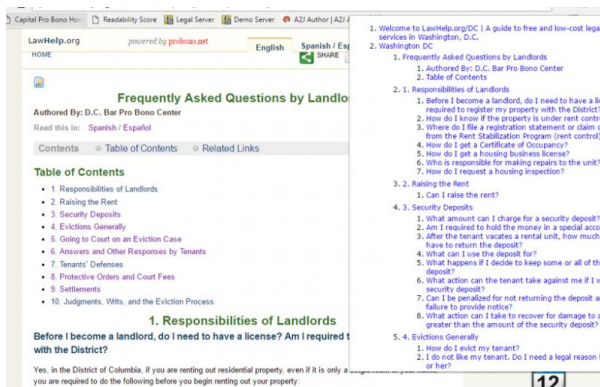 Capital Pro Bono Hon
Readability Score
Legal Server
Demo Server
A2J Author | A2J A
LawHelp.org
powered by probono.net
English
Spanish / Esp
HOME
SHARE
Frequently Asked Questions by Landlo
Authored By: D.C. Bar Pro Bono Center
Read this in: Spanish / Español
Contents
Table of Contents
Related Links
Table of Contents
1. Responsibilities of Landlords
2. Raising the Rent
3. Security Deposits
4. Evictions Generally
5. Going to Court on an Eviction Case
6. Answers and Other Responses by Tenants
7. Tenants' Defenses
8. Protective Orders and Court Fees
9. Settlements
10. Judgments, Writs, and the Eviction Process
1. Responsibilities of Landlords
Before I become a landlord, do I need to have a license? Am I required t
with the District?
Yes, in the District of Columbia, if you are renting out residential property, even if it is only a
you are required to do the following before you begin renting out your property:
1. Welcome to LawHelp.org/DC | A guide to free and low-cost lega
services in Washington, D.C.
2. Washington DC
1. Frequently Asked Questions by Landlords
1. Authored By: D.C. Bar Pro Bono Center
2. Table of Contents
2. 1. Responsibilities of Landlords
1. Before I become a landlord, do I need to have a li
required to register my property with the District?
2. How do I know if the property is under rent contr
3. Where do I file a registration statement or claim o
from the Rent Stabilization Program (rent control)
4. How do I get a Certificate of Occupancy?
5. How do I get a housing business license?
6. Who is responsible for making repairs to the unit?
7. How do I request a housing inspection?
3. 2. Raising the Rent
1. Can I raise the rent?
4. 3. Security Deposits
1. What amount can I charge for a security deposit?
2. Am I required to hold the money in a special acco
3. After the tenant vacates a rental unit, how much
have to return the deposit?
4. What can I use the deposit for?
5. What happens if I decide to keep some or all of th
deposit?
6. What action can the tenant take against me if I w
security deposit?
7. Can I be penalized for not returning the deposit a
failure to provide notice?
8. What action can I take to recover for damage to a
greater than the amount of the security deposit?
5. 4. Evictions Generally
1. How do I evict my tenant?
2. I do not like my tenant. Do I need a legal reason t
or her?
12